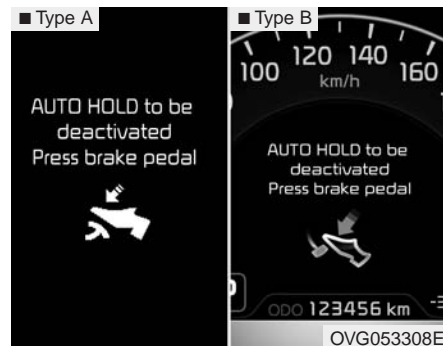 ■ Type A
AUTO HOLD to be
deactivated
Press brake pedal
■ Type B
100 120 140 160
km/h
AUTO HOLD to be
deactivated
Press brake pedal
ODO 123456 km
OVG053308E